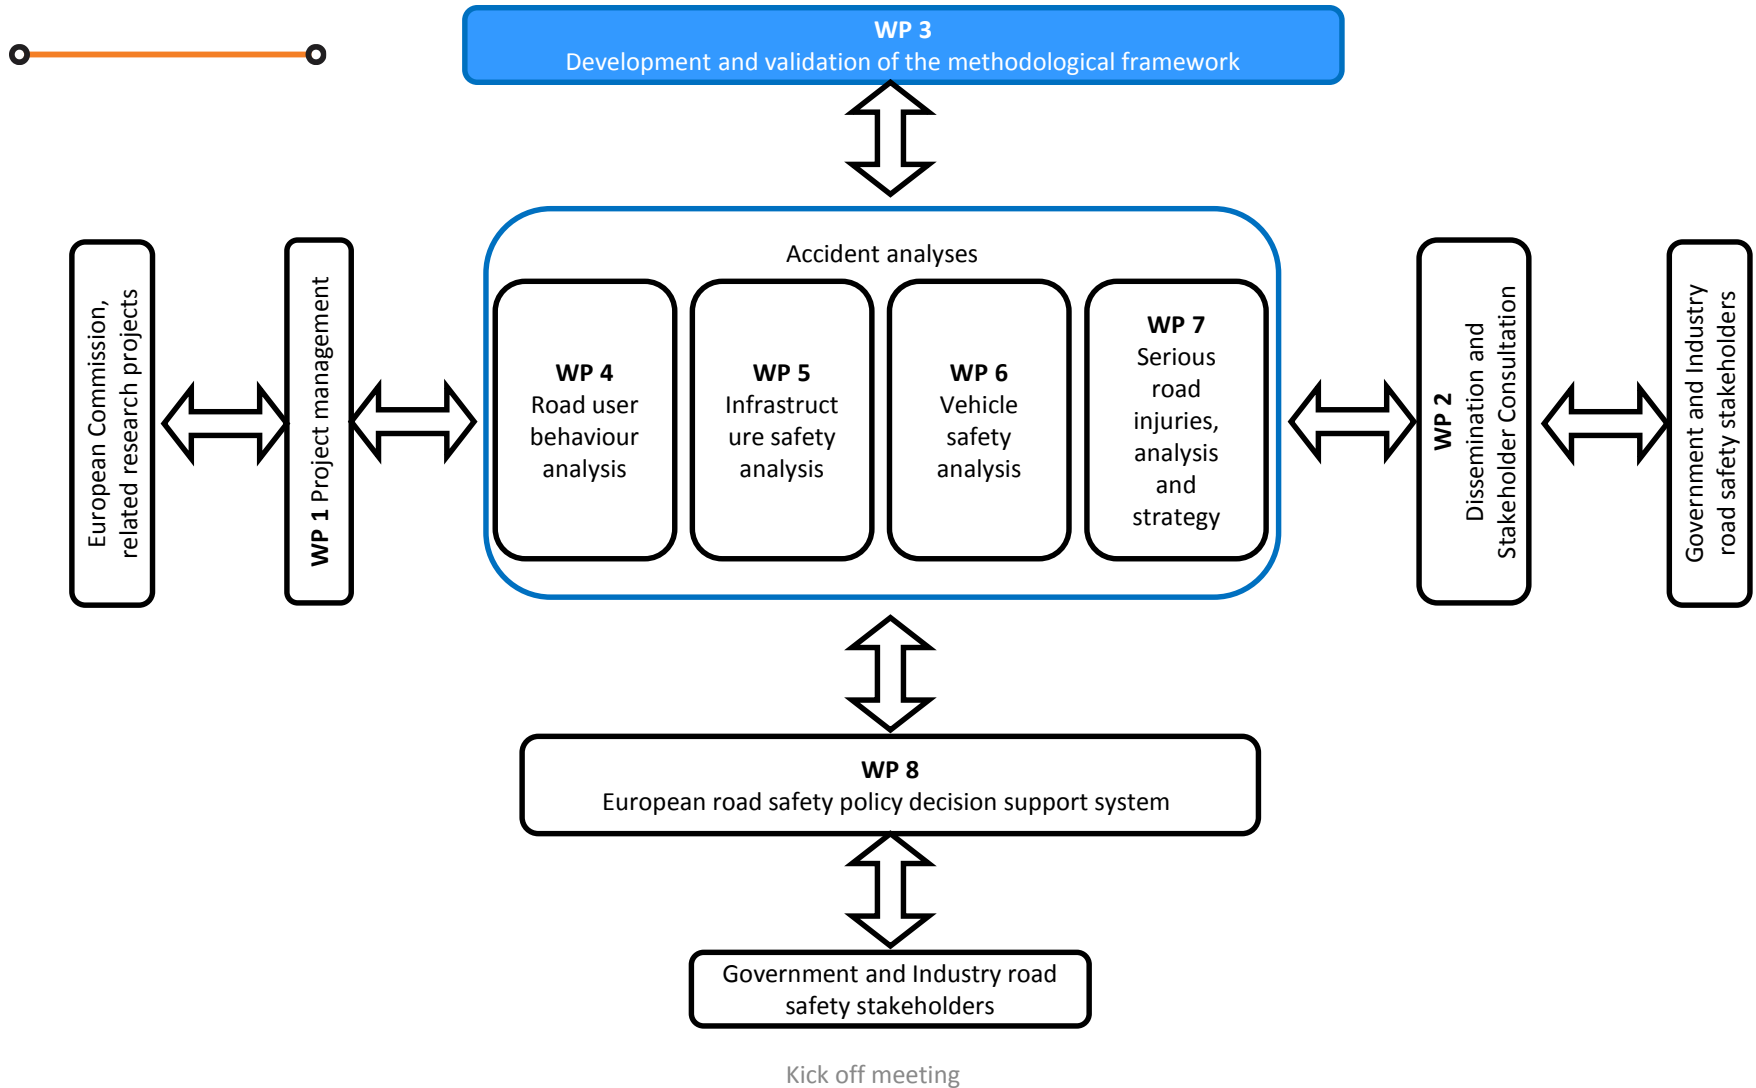 WP 3
Development and validation of the methodological framework
Accident analyses
European Commission,
related research projects
WP 1 Project management
WP 4
Road user
behaviour
analysis
WP 5
Infrastruct
ure safety
analysis
WP 6
Vehicle
safety
analysis
WP 7
Serious
road
injuries,
analysis
and
strategy
WP 2
Dissemination and
Stakeholder Consultation
Government and Industry
road safety stakeholders
WP 8
European road safety policy decision support system
Government and Industry road
safety stakeholders
Kick off meeting